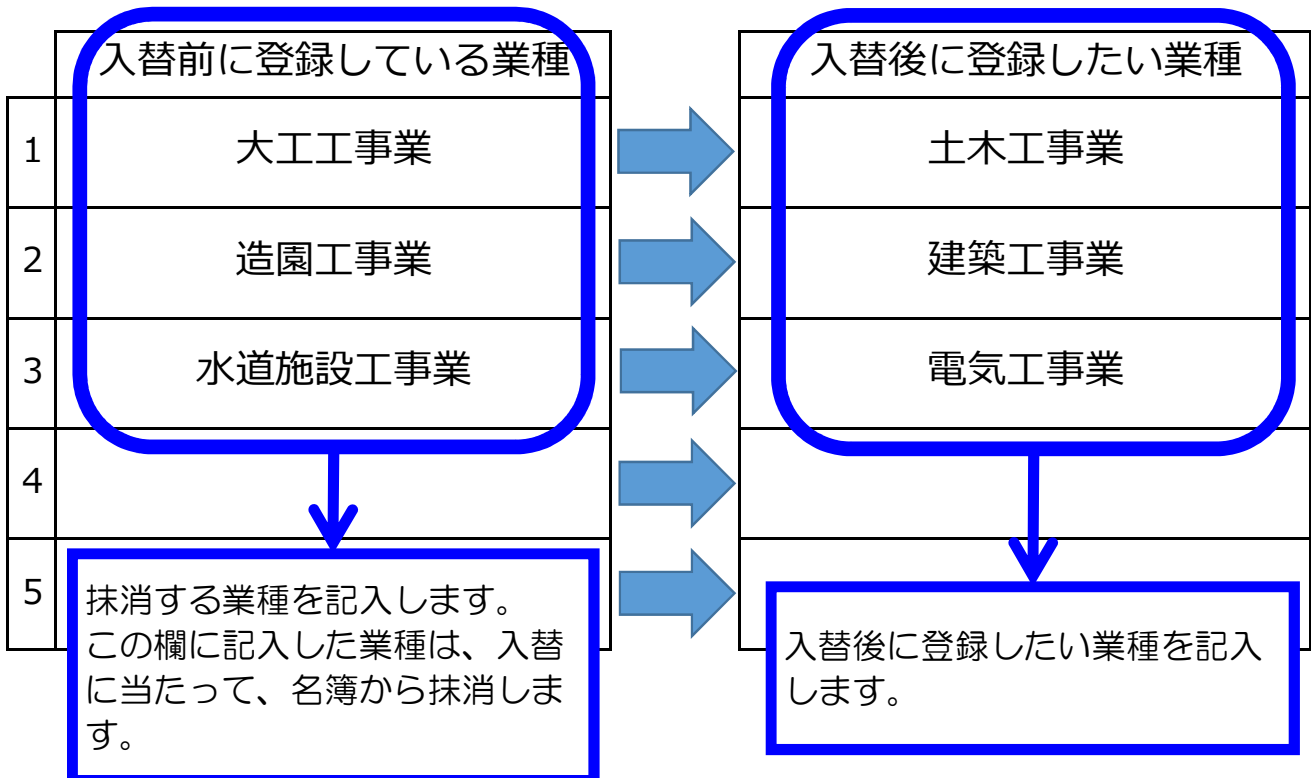 入替前に登録している業種
入替後に登録したい業種
1
大工工事業
土木工事業
2
造園工事業
建築工事業
3
水道施設工事業
電気工事業
4
5
抹消する業種を記入します。
この欄に記入した業種は、入替
に当たって、名簿から抹消しま
す。
入替後に登録したい業種を記入
します。